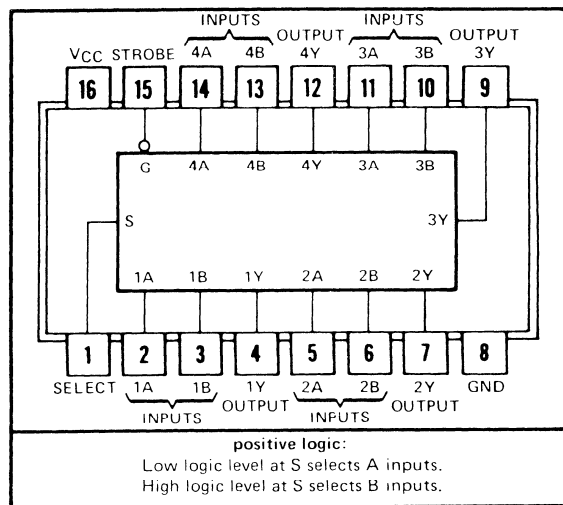 INPUTS OUTPUT INPUTS OUTPUT
VCC STROBE 4A 4B 4Y 3A 3B 3Y
16 15 14 13 12 11 10 9
G 4A 4B 4Y 3A 3B
S 3Y
1A 1B 1Y 2A 2B 2Y
1 2 3 4 5 6 7 8
SELECT 1A 1B 1Y 2A 2B 2Y GND
INPUTS OUTPUT INPUTS OUTPUT
positive logic:
Low logic level at S selects A inputs.
High logic level at S selects B inputs.